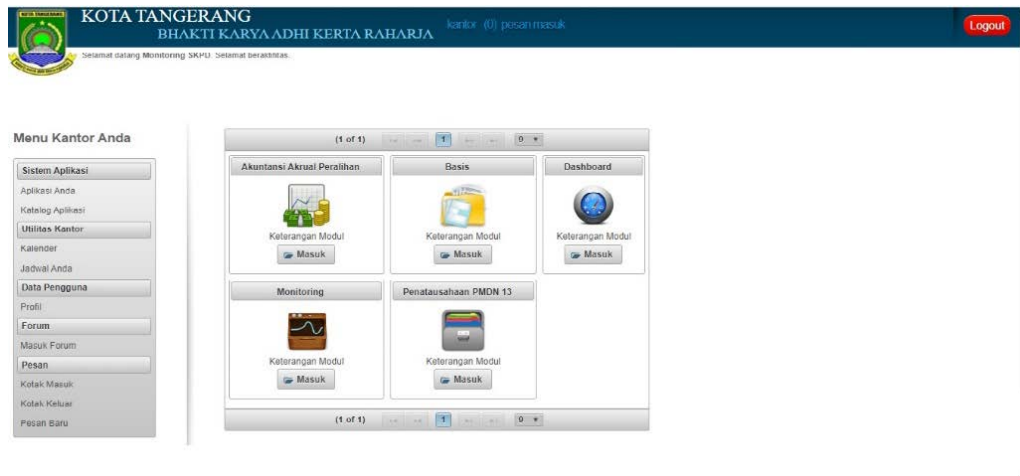 KOTA TANGERANG
BHAKTI KARYA ADHI KERTA RAHARJA
kantor (0) pesan masuk
Logout
Selamat datang Monitoring SKPD. Selamat beraktifitas.
Menu Kantor Anda
Sistem Aplikasi
Aplikasi Anda
Katalog Aplikasi
Utilitas Kantor
Kalender
Jadwal Anda
Data Pengguna
Profil
Forum
Masuk Forum
Pesan
Kotak Masuk
Kotak Keluar
Pesan Baru
(1 of 1) 1 9
Akuntansi Akrual Peralihan
Keterangan Modul
Masuk
Basis
Keterangan Modul
Masuk
Dashboard
Keterangan Modul
Masuk
Monitoring
Keterangan Modul
Masuk
Penatausahaan PMDN 13
Keterangan Modul
Masuk
(1 of 1) 1 9